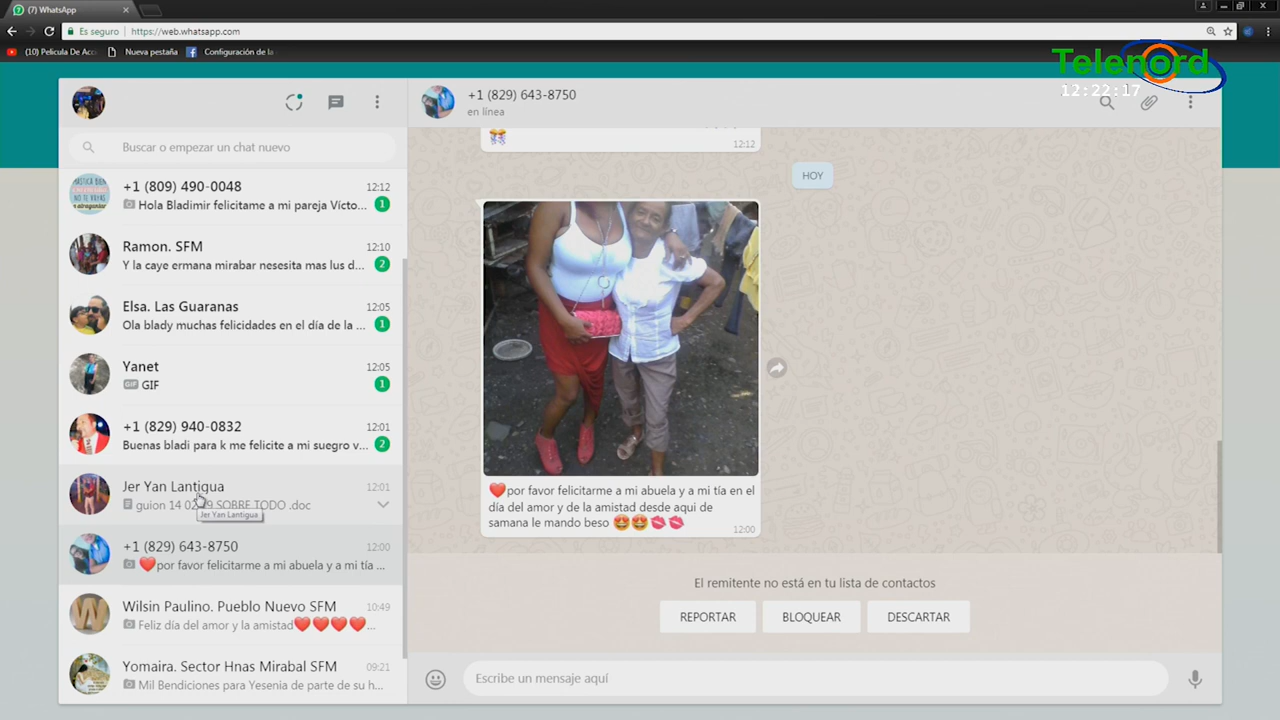 (7) WhatsApp
Es seguro
https://web.whatsapp.com
(10) Pelicula De Acc
Nueva pestaña
Configuración de la
Telenord
12:22:17
+1 (829) 643-8750
en línea
Buscar o empezar un chat nuevo
+1 (809) 490-0048
12:12
Hola Bladimir felicitame a mi pareja Vícto...
1
Ramon. SFM
12:10
Y la caye ermana mirabar nesesita mas lus d...
2
Elsa. Las Guaranas
12:05
Ola blady muchas felicidades en el día de la ...
1
Yanet
12:05
GIF GIF
1
+1 (829) 940-0832
12:01
Buenas bladi para k me felicite a mi suegro v...
2
Jer Yan Lantigua
12:01
guion 14 02 19 SOBRE TODO .doc
Jer Yan Lantigua
+1 (829) 643-8750
12:00
❤️por favor felicitarme a mi abuela y a mi tía ...
Wilsin Paulino. Pueblo Nuevo SFM
10:49
Feliz día del amor y la amistad❤️❤️❤️❤️...
Yomaira. Sector Hnas Mirabal SFM
09:21
Mil Bendiciones para Yesenia de parte de su h...
12:12
HOY
❤️por favor felicitarme a mi abuela y a mi tía en el
día del amor y de la amistad desde aqui de
samana le mando beso 🤩🤩💋💋
12:00
El remitente no está en tu lista de contactos
REPORTAR
BLOQUEAR
DESCARTAR
Escribe un mensaje aquí